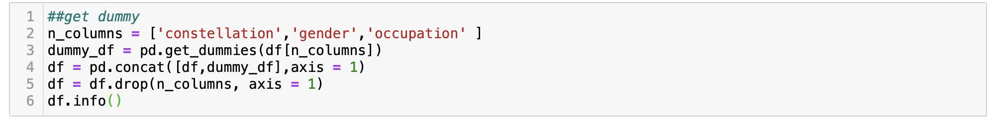 1 ##get dummy
2 n_columns = ['constellation','gender','occupation' ]
3 dummy_df = pd.get_dummies(df[n_columns])
4 df = pd.concat([df,dummy_df],axis = 1)
5 df = df.drop(n_columns, axis = 1)
6 df.info()